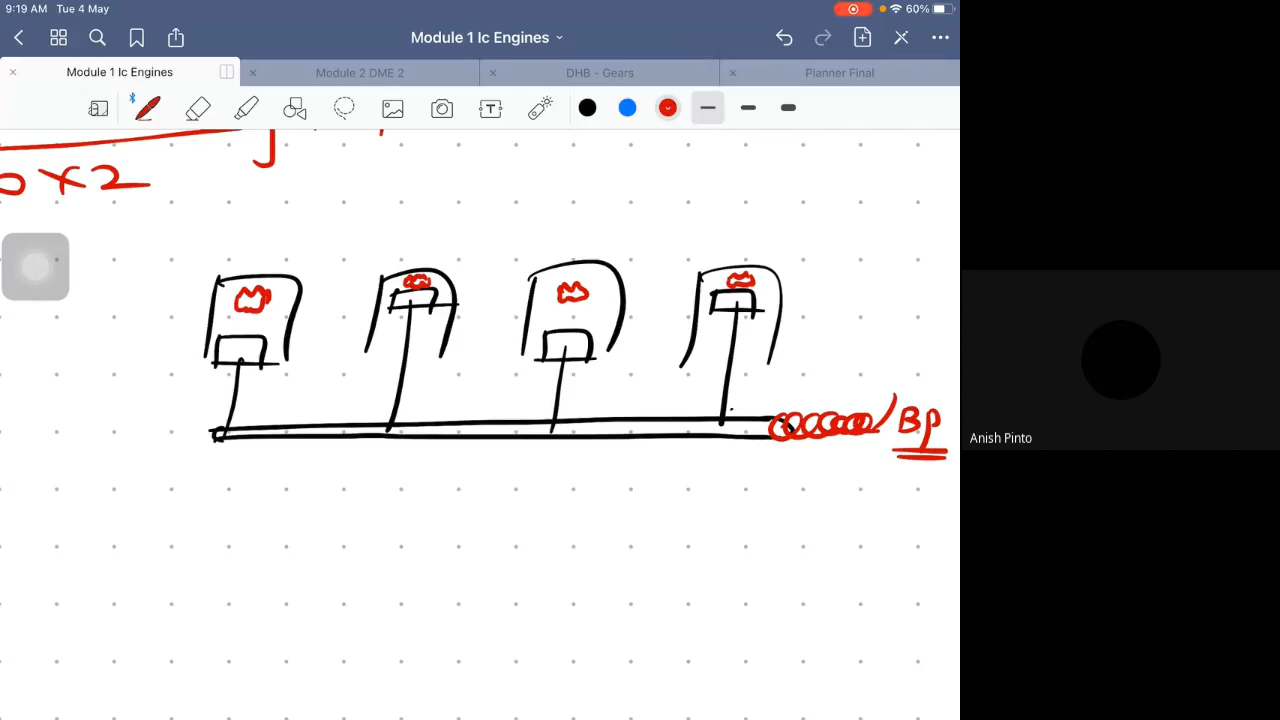 9:19 AM Tue 4 May
60%
Module 1 Ic Engines
Module 1 Ic Engines
Module 2 DME 2
DHB - Gears
Planner Final
T
x 2
BP
Anish Pinto